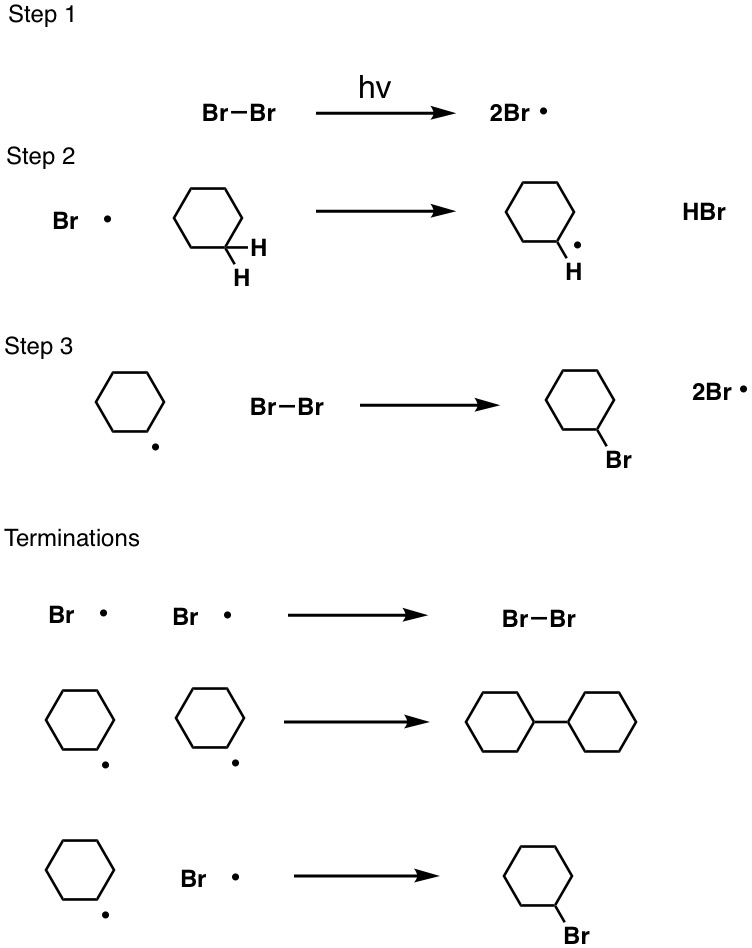 Step 1
hv
Br–Br 2Br •
Step 2
Br • H H H HBr
Step 3
Br–Br Br 2Br •
Terminations
Br • Br • Br–Br
• •
• Br • Br